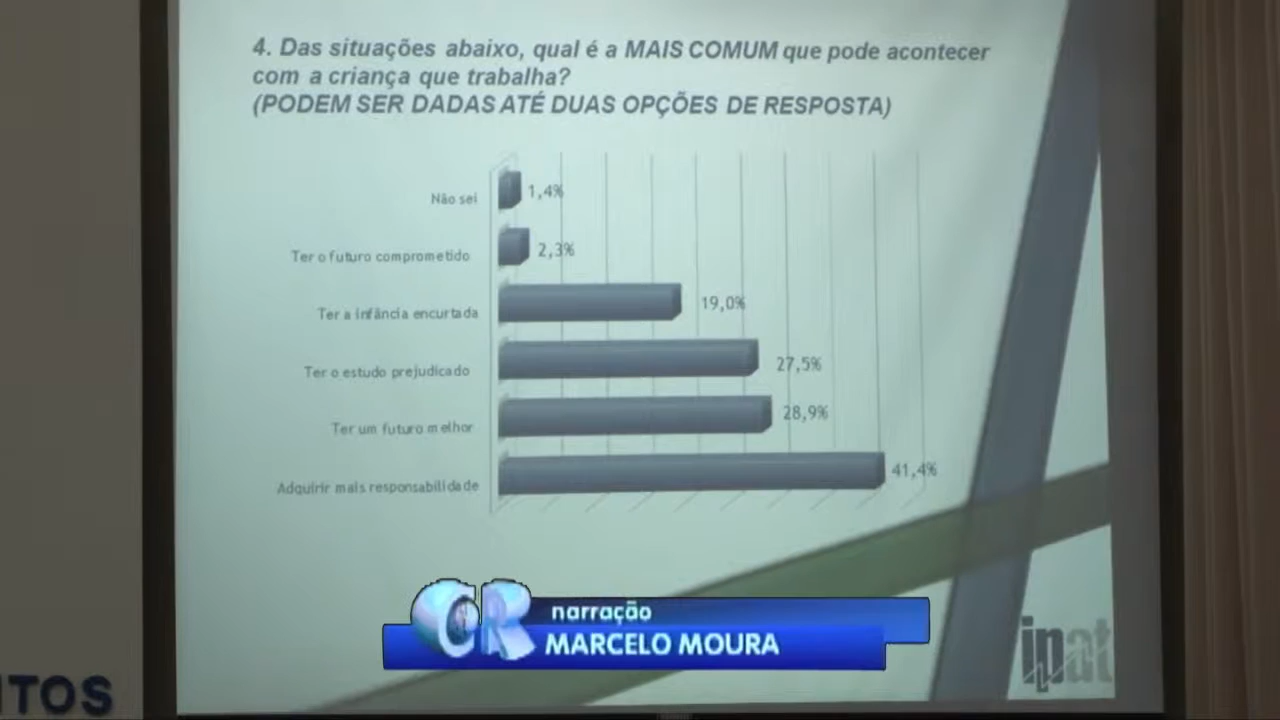 4. Das situações abaixo, qual é a MAIS COMUM que pode acontecer
com a criança que trabalha?
(PODEM SER DADAS ATÉ DUAS OPÇÕES DE RESPOSTA)
Não sei 1,4%
Ter o futuro comprometido 2,3%
Ter a infância encurtada 19,0%
Ter o estudo prejudicado 27,5%
Ter um futuro melhor 28,9%
Adquirir mais responsabilidade 41,4%
CR narração
MARCELO MOURA
ipat
NTOS